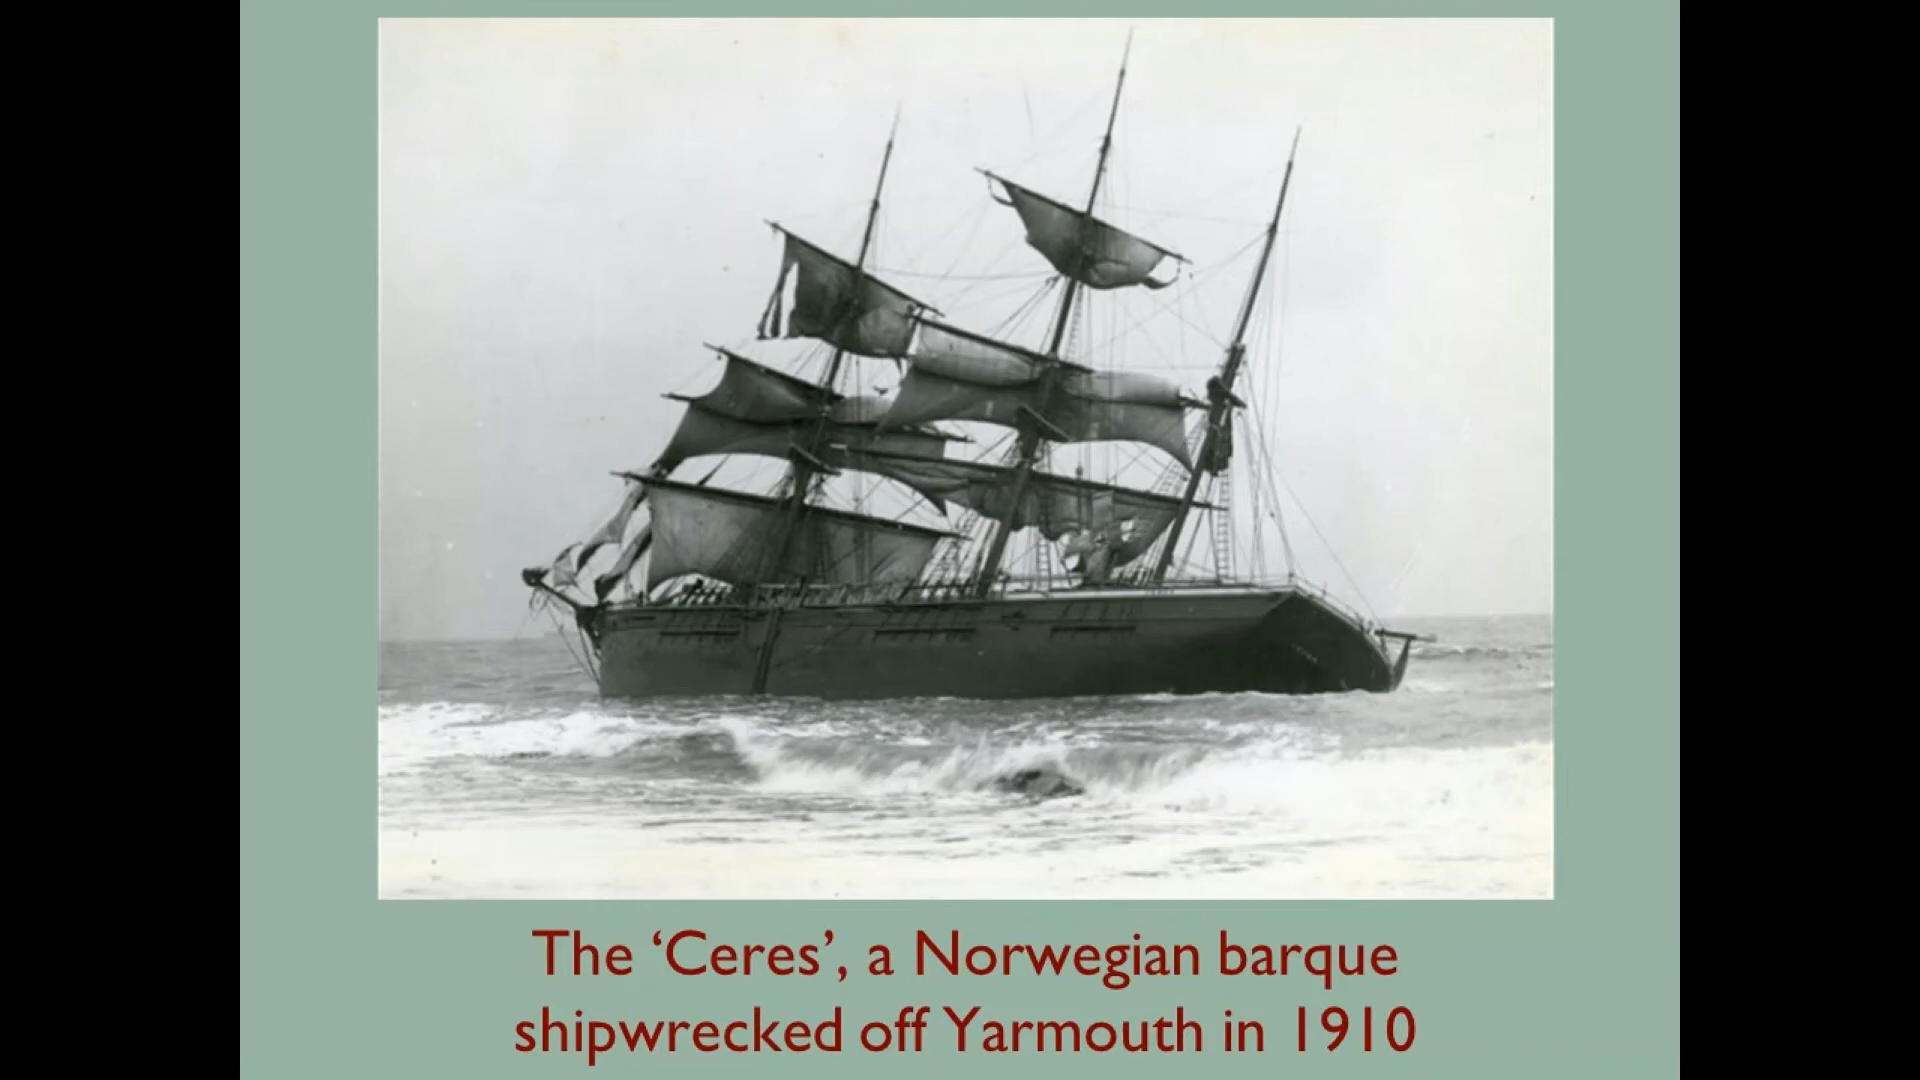 The ‘Ceres’, a Norwegian barque
shipwrecked off Yarmouth in 1910